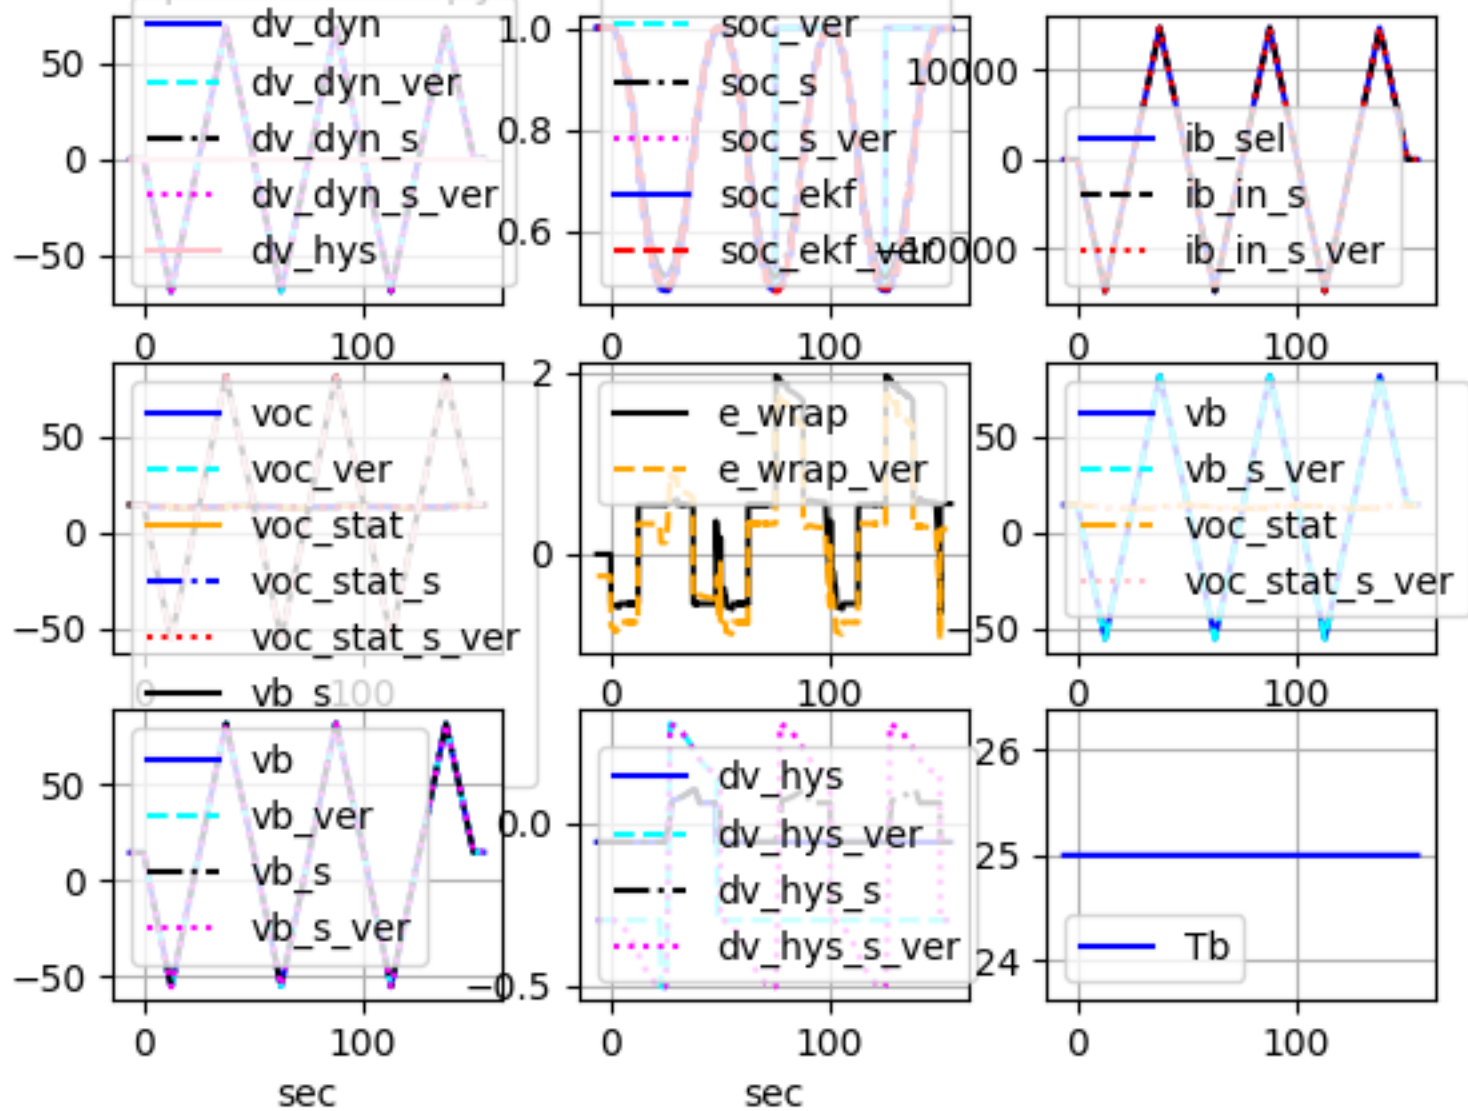 dv_dyn
dv_dyn_ver
dv_dyn_s
dv_dyn_s_ver
dv_hys
50
0
−50
0
100
soc_ver
soc_s
soc_s_ver
soc_ekf
soc_ekf_ver
1.0
0.8
0.6
0
100
ib_sel
ib_in_s
ib_in_s_ver
10000
0
−10000
0
100
voc
voc_ver
voc_stat
voc_stat_s
voc_stat_s_ver
vb_s
50
0
−50
0
100
e_wrap
e_wrap_ver
2
0
0
100
vb
vb_s_ver
voc_stat
voc_stat_s_ver
50
0
−50
0
100
vb
vb_ver
vb_s
vb_s_ver
50
0
−50
0
100
sec
dv_hys
dv_hys_ver
dv_hys_s
dv_hys_s_ver
0.0
−0.5
0
100
sec
Tb
26
25
24
0
100